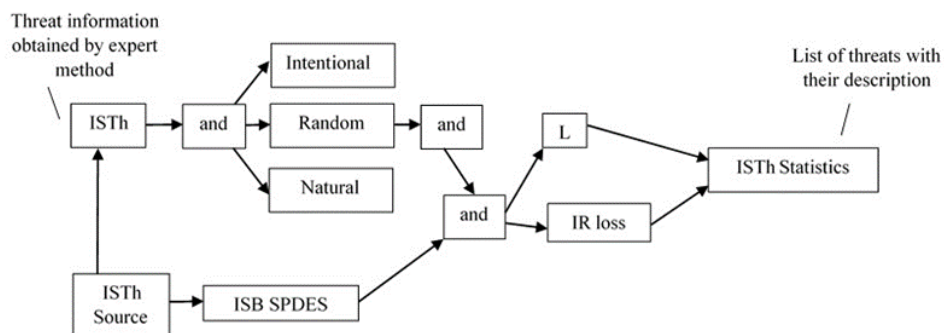 Threat information
obtained by expert
method
List of threats with
their description
Intentional
ISTh
and
Random
and
L
ISTh Statistics
Natural
and
IR loss
ISTh
Source
ISB SPDES